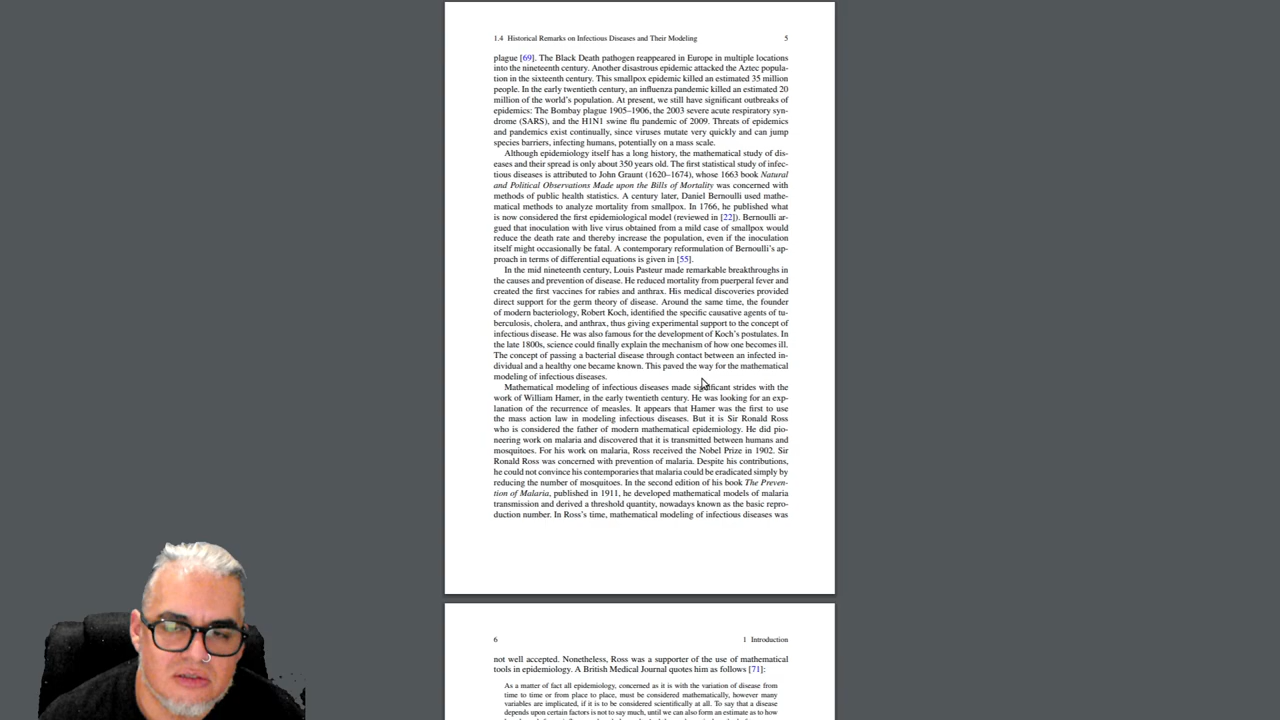 1.4 Historical Remarks on Infectious Diseases and Their Modeling 5
plague [69]. The Black Death pathogen reappeared in Europe in multiple locations
into the nineteenth century. Another disastrous epidemic attacked the Aztec popula-
tion in the sixteenth century. This smallpox epidemic killed an estimated 35 million
people. In the early twentieth century, an influenza pandemic killed an estimated 20
million of the world's population. At present, we still have significant outbreaks of
epidemics: The Bombay plague 1905–1906, the 2003 severe acute respiratory syn-
drome (SARS), and the H1N1 swine flu pandemic of 2009. Threats of epidemics
and pandemics exist continually, since viruses mutate very quickly and can jump
species barriers, infecting humans, potentially on a mass scale.
Although epidemiology itself has a long history, the mathematical study of dis-
eases and their spread is only about 350 years old. The first statistical study of infec-
tious diseases is attributed to John Graunt (1620–1674), whose 1663 book Natural
and Political Observations Made upon the Bills of Mortality was concerned with
methods of public health statistics. A century later, Daniel Bernoulli used mathe-
matical methods to analyze mortality from smallpox. In 1766, he published what
is now considered the first epidemiological model (reviewed in [22]). Bernoulli ar-
gued that inoculation with live virus obtained from a mild case of smallpox would
reduce the death rate and thereby increase the population, even if the inoculation
itself might occasionally be fatal. A contemporary reformulation of Bernoulli's ap-
proach in terms of differential equations is given in [55].
In the mid nineteenth century, Louis Pasteur made remarkable breakthroughs in
the causes and prevention of disease. He reduced mortality from puerperal fever and
created the first vaccines for rabies and anthrax. His medical discoveries provided
direct support for the germ theory of disease. Around the same time, the founder
of modern bacteriology, Robert Koch, identified the specific causative agents of tu-
berculosis, cholera, and anthrax, thus giving experimental support to the concept of
infectious disease. He was also famous for the development of Koch's postulates. In
the late 1800s, science could finally explain the mechanism of how one becomes ill.
The concept of passing a bacterial disease through contact between an infected in-
dividual and a healthy one became known. This paved the way for the mathematical
modeling of infectious diseases.
Mathematical modeling of infectious diseases made significant strides with the
work of William Hamer, in the early twentieth century. He was looking for an exp-
lanation of the recurrence of measles. It appears that Hamer was the first to use
the mass action law in modeling infectious diseases. But it is Sir Ronald Ross
who is considered the father of modern mathematical epidemiology. He did pio-
neering work on malaria and discovered that it is transmitted between humans and
mosquitoes. For his work on malaria, Ross received the Nobel Prize in 1902. Sir
Ronald Ross was concerned with prevention of malaria. Despite his contributions,
he could not convince his contemporaries that malaria could be eradicated simply by
reducing the number of mosquitoes. In the second edition of his book The Preven-
tion of Malaria, published in 1911, he developed mathematical models of malaria
transmission and derived a threshold quantity, nowadays known as the basic repro-
duction number. In Ross's time, mathematical modeling of infectious diseases was
6 1 Introduction
not well accepted. Nonetheless, Ross was a supporter of the use of mathematical
tools in epidemiology. A British Medical Journal quotes him as follows [71]:
As a matter of fact all epidemiology, concerned as it is with the variation of disease from
time to time or from place to place, must be considered mathematically, however many
variables are implicated, if it is to be considered scientifically at all. To say that a disease
depends upon certain factors is not to say much, until we can also form an estimate as to how